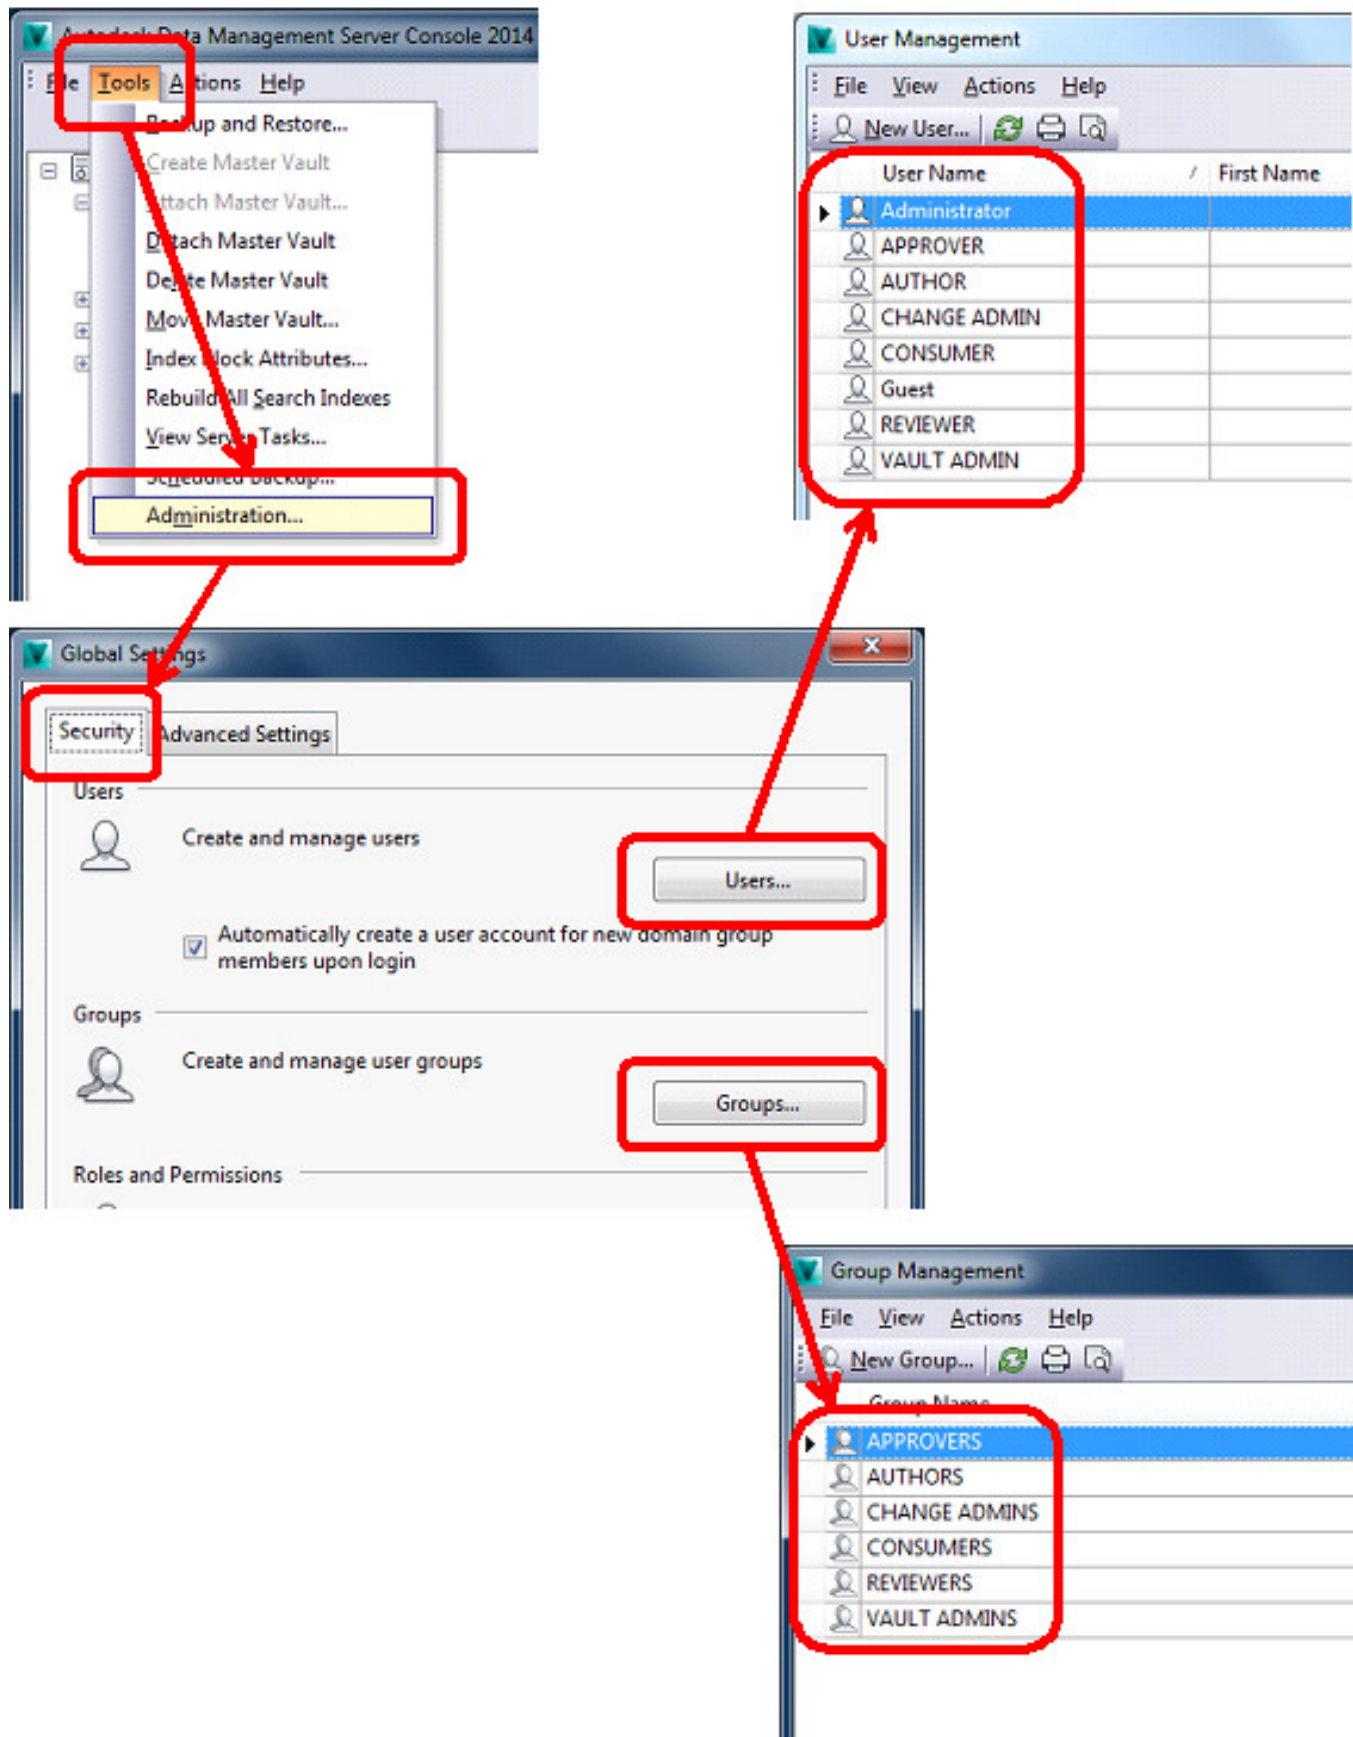 Autodesk Data Management Server Console 2014
File Tools Actions Help
Backup and Restore...
Create Master Vault
Attach Master Vault...
Detach Master Vault
Delete Master Vault
Move Master Vault...
Index Block Attributes...
Rebuild All Search Indexes
View Server Tasks...
Scheduled Backup...
Administration...
User Management
File View Actions Help
New User...
User Name First Name
Administrator
APPROVER
AUTHOR
CHANGE ADMIN
CONSUMER
Guest
REVIEWER
VAULT ADMIN
Global Settings
Security Advanced Settings
Users
Create and manage users
Users...
Automatically create a user account for new domain group
members upon login
Groups
Create and manage user groups
Groups...
Roles and Permissions
Group Management
File View Actions Help
New Group...
Group Name
APPROVERS
AUTHORS
CHANGE ADMINS
CONSUMERS
REVIEWERS
VAULT ADMINS